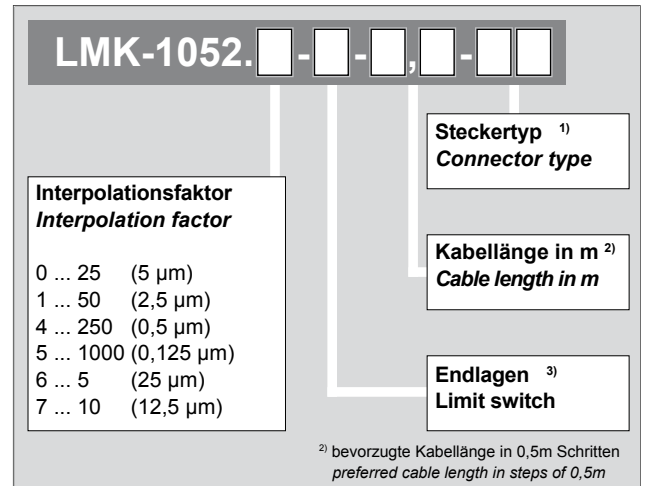 LMK-1052. - - , -
Steckertyp 1)
Connector type
Interpolationsfaktor
Interpolation factor
0 ... 25 (5 µm)
1 ... 50 (2,5 µm)
4 ... 250 (0,5 µm)
5 ... 1000 (0,125 µm)
6 ... 5 (25 µm)
7 ... 10 (12,5 µm)
Kabellänge in m 2)
Cable length in m
Endlagen 3)
Limit switch
2) bevorzugte Kabellänge in 0,5m Schritten
preferred cable length in steps of 0,5m